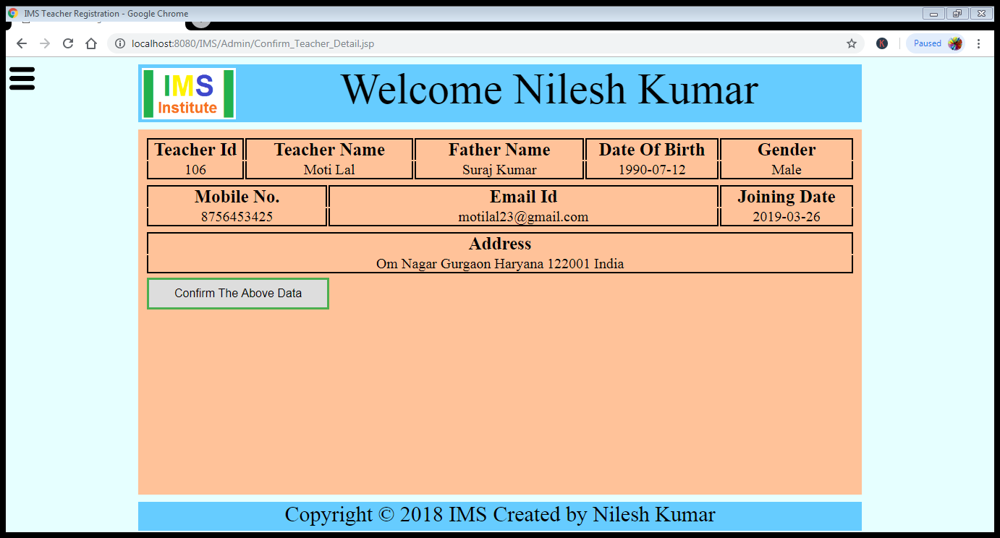 IMS Teacher Registration - Google Chrome
localhost:8080/IMS/Admin/Confirm_Teacher_Detail.jsp
K
Paused
IMS
Institute
Welcome Nilesh Kumar
Teacher Id Teacher Name Father Name Date Of Birth Gender
106 Moti Lal Suraj Kumar 1990-07-12 Male
Mobile No. Email Id Joining Date
8756453425 motilal23@gmail.com 2019-03-26
Address
Om Nagar Gurgaon Haryana 122001 India
Confirm The Above Data
Copyright © 2018 IMS Created by Nilesh Kumar